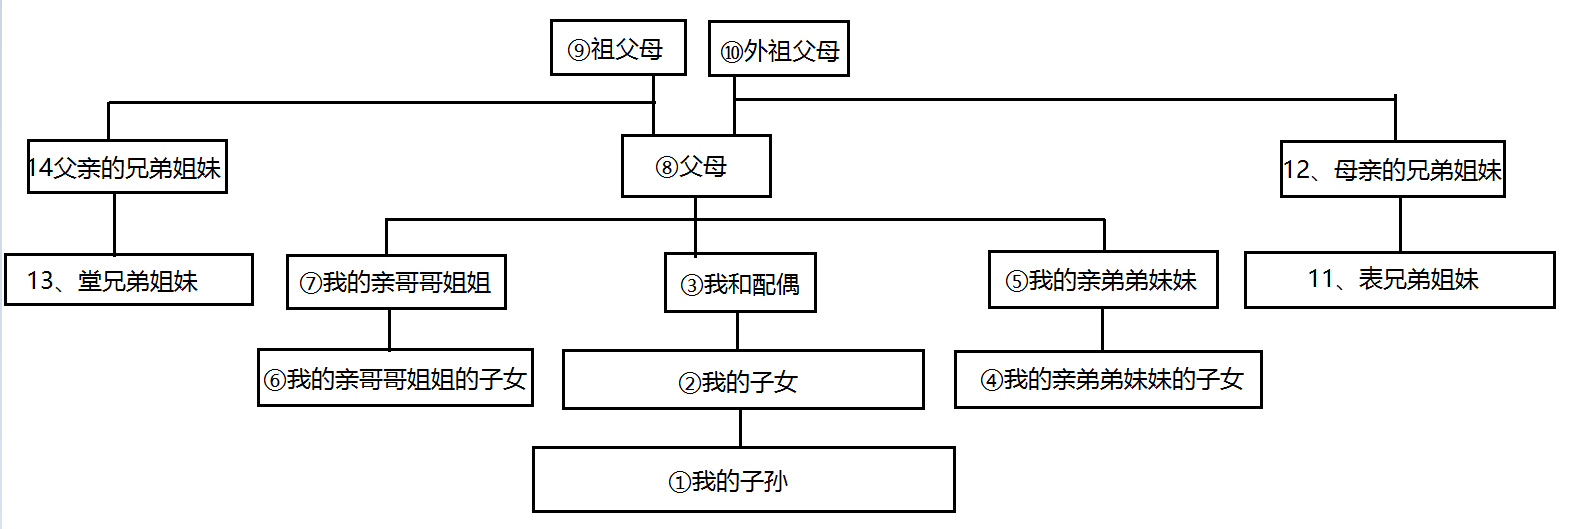 ⑨祖父母
⑩外祖父母
14父亲的兄弟姐妹
⑧父母
12、母亲的兄弟姐妹
13、堂兄弟姐妹
⑦我的亲哥哥姐姐
③我和配偶
⑤我的亲弟弟妹妹
11、表兄弟姐妹
⑥我的亲哥哥姐姐的子女
②我的子女
④我的亲弟弟妹妹的子女
①我的子孙